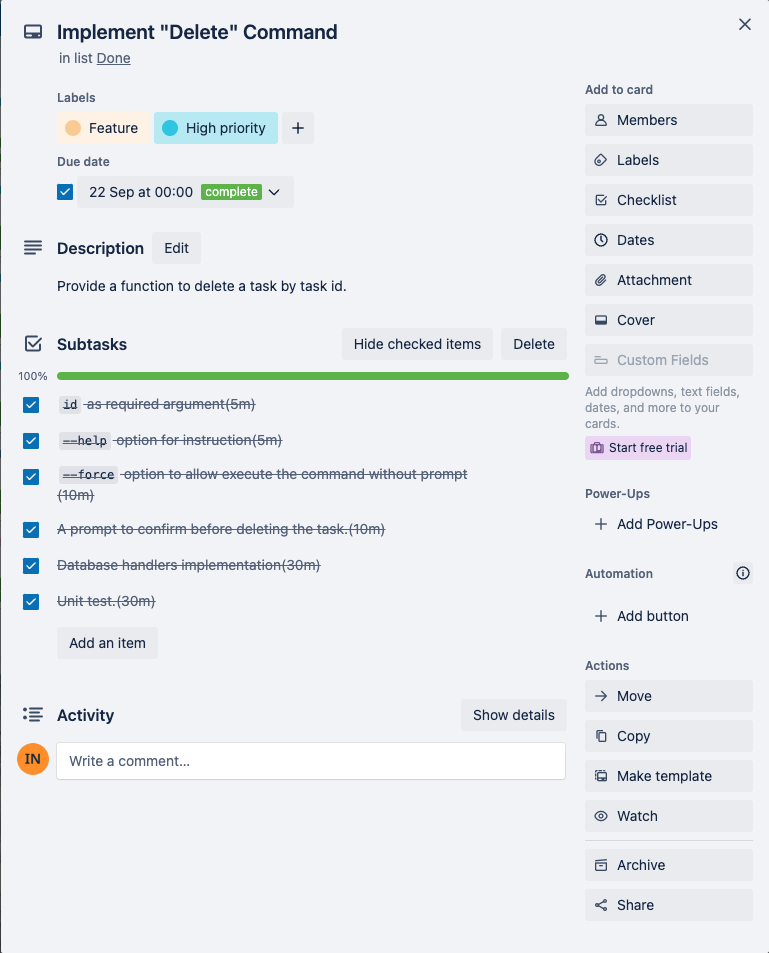 Implement "Delete" Command
in list Done
Labels
Feature
High priority
Due date
22 Sep at 00:00 complete
Description
Edit
Provide a function to delete a task by task id.
Subtasks
Hide checked items
Delete
100%
id as required argument(5m)
--help option for instruction(5m)
--force option to allow execute the command without prompt
(10m)
A prompt to confirm before deleting the task.(10m)
Database handlers implementation(30m)
Unit test.(30m)
Add an item
Activity
Show details
IN
Write a comment...
Add to card
Members
Labels
Checklist
Dates
Attachment
Cover
Custom Fields
Add dropdowns, text fields,
dates, and more to your
cards.
Start free trial
Power-Ups
Add Power-Ups
Automation
Add button
Actions
Move
Copy
Make template
Watch
Archive
Share